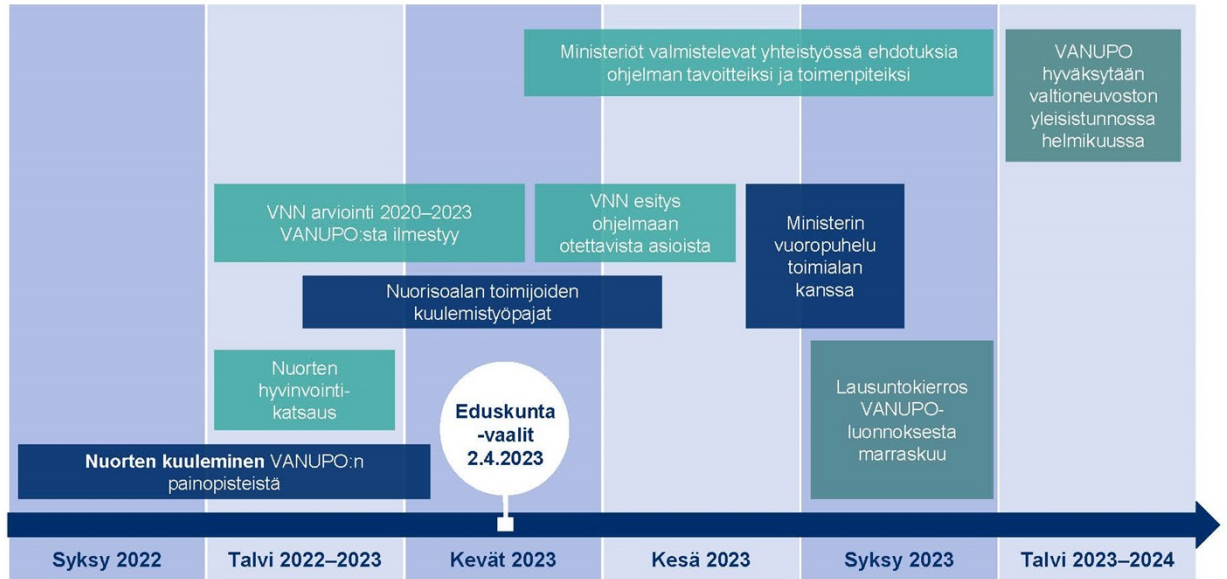 Ministeriöt valmistelevat yhteistyössä ehdotuksia
ohjelman tavoitteiksi ja toimenpiteiksi
VANUPO
hyväksytään
valtioneuvoston
yleisistunnossa
helmikuussa
VNN arviointi 2020–2023
VANUPO:sta ilmestyy
VNN esitys
ohjelmaan
otettavista asioista
Ministerin
vuoropuhelu
toimialan
kanssa
Nuorisoalan toimijoiden
kuulemistyöpajat
Nuorten
hyvinvointi-
katsaus
Eduskunta
-vaalit
2.4.2023
Lausuntokierros
VANUPO-
luonnoksesta
marraskuu
Nuorten kuuleminen VANUPO:n
painopisteistä
Syksy 2022
Talvi 2022–2023
Kevät 2023
Kesä 2023
Syksy 2023
Talvi 2023–2024